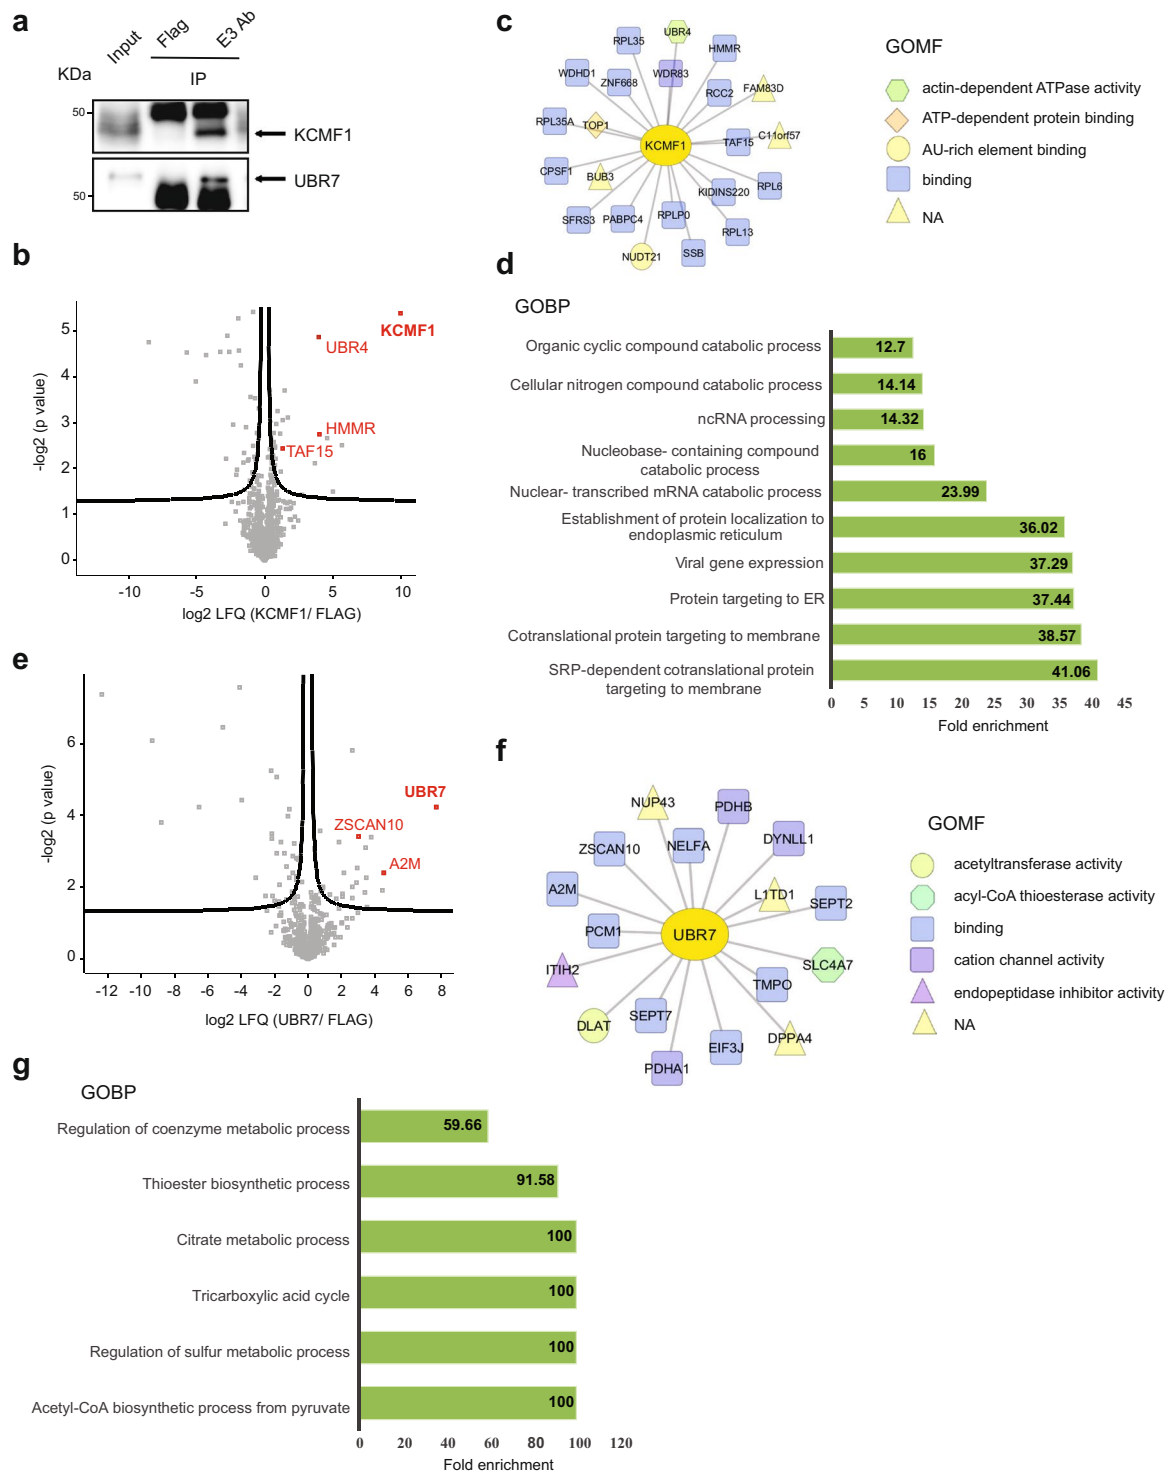 a
Input
Flag
E3 Ab
KDa
IP
50
KCMF1
UBR7
50
b
5
4
3
2
1
0
-log2 (p value)
KCMF1
UBR4
HMMR
TAF15
-10
-5
0
5
10
log2 LFQ (KCMF1/ FLAG)
c
UBR4
RPL35
HMMR
WDHD1
ZNF668
WDR83
RCC2
FAM83D
RPL35A
TOP1
KCMF1
TAF15
C11orf57
CPSF1
BUB3
KIDINS220
RPL6
SFRS3
PABPC4
RPLP0
RPL13
NUDT21
SSB
GOMF
actin-dependent ATPase activity
ATP-dependent protein binding
AU-rich element binding
binding
NA
d
GOBP
Organic cyclic compound catabolic process
12.7
Cellular nitrogen compound catabolic process
14.14
ncRNA processing
14.32
Nucleobase- containing compound
catabolic process
16
Nuclear- transcribed mRNA catabolic process
23.99
Establishment of protein localization to
endoplasmic reticulum
36.02
Viral gene expression
37.29
Protein targeting to ER
37.44
Cotranslational protein targeting to membrane
38.57
SRP-dependent cotranslational protein
targeting to membrane
41.06
0 5 10 15 20 25 30 35 40 45
Fold enrichment
e
6
4
2
0
-log2 (p value)
UBR7
ZSCAN10
A2M
-12 -10 -8 -6 -4 -2 0 2 4 6 8
log2 LFQ (UBR7/ FLAG)
f
NUP43
PDHB
ZSCAN10
NELFA
DYNLL1
A2M
L1TD1
SEPT2
PCM1
UBR7
ITIH2
SLC4A7
TMPO
DLAT
SEPT7
EIF3J
DPPA4
PDHA1
GOMF
acetyltransferase activity
acyl-CoA thioesterase activity
binding
cation channel activity
endopeptidase inhibitor activity
NA
g
GOBP
Regulation of coenzyme metabolic process
59.66
Thioester biosynthetic process
91.58
Citrate metabolic process
100
Tricarboxylic acid cycle
100
Regulation of sulfur metabolic process
100
Acetyl-CoA biosynthetic process from pyruvate
100
0 20 40 60 80 100 120
Fold enrichment